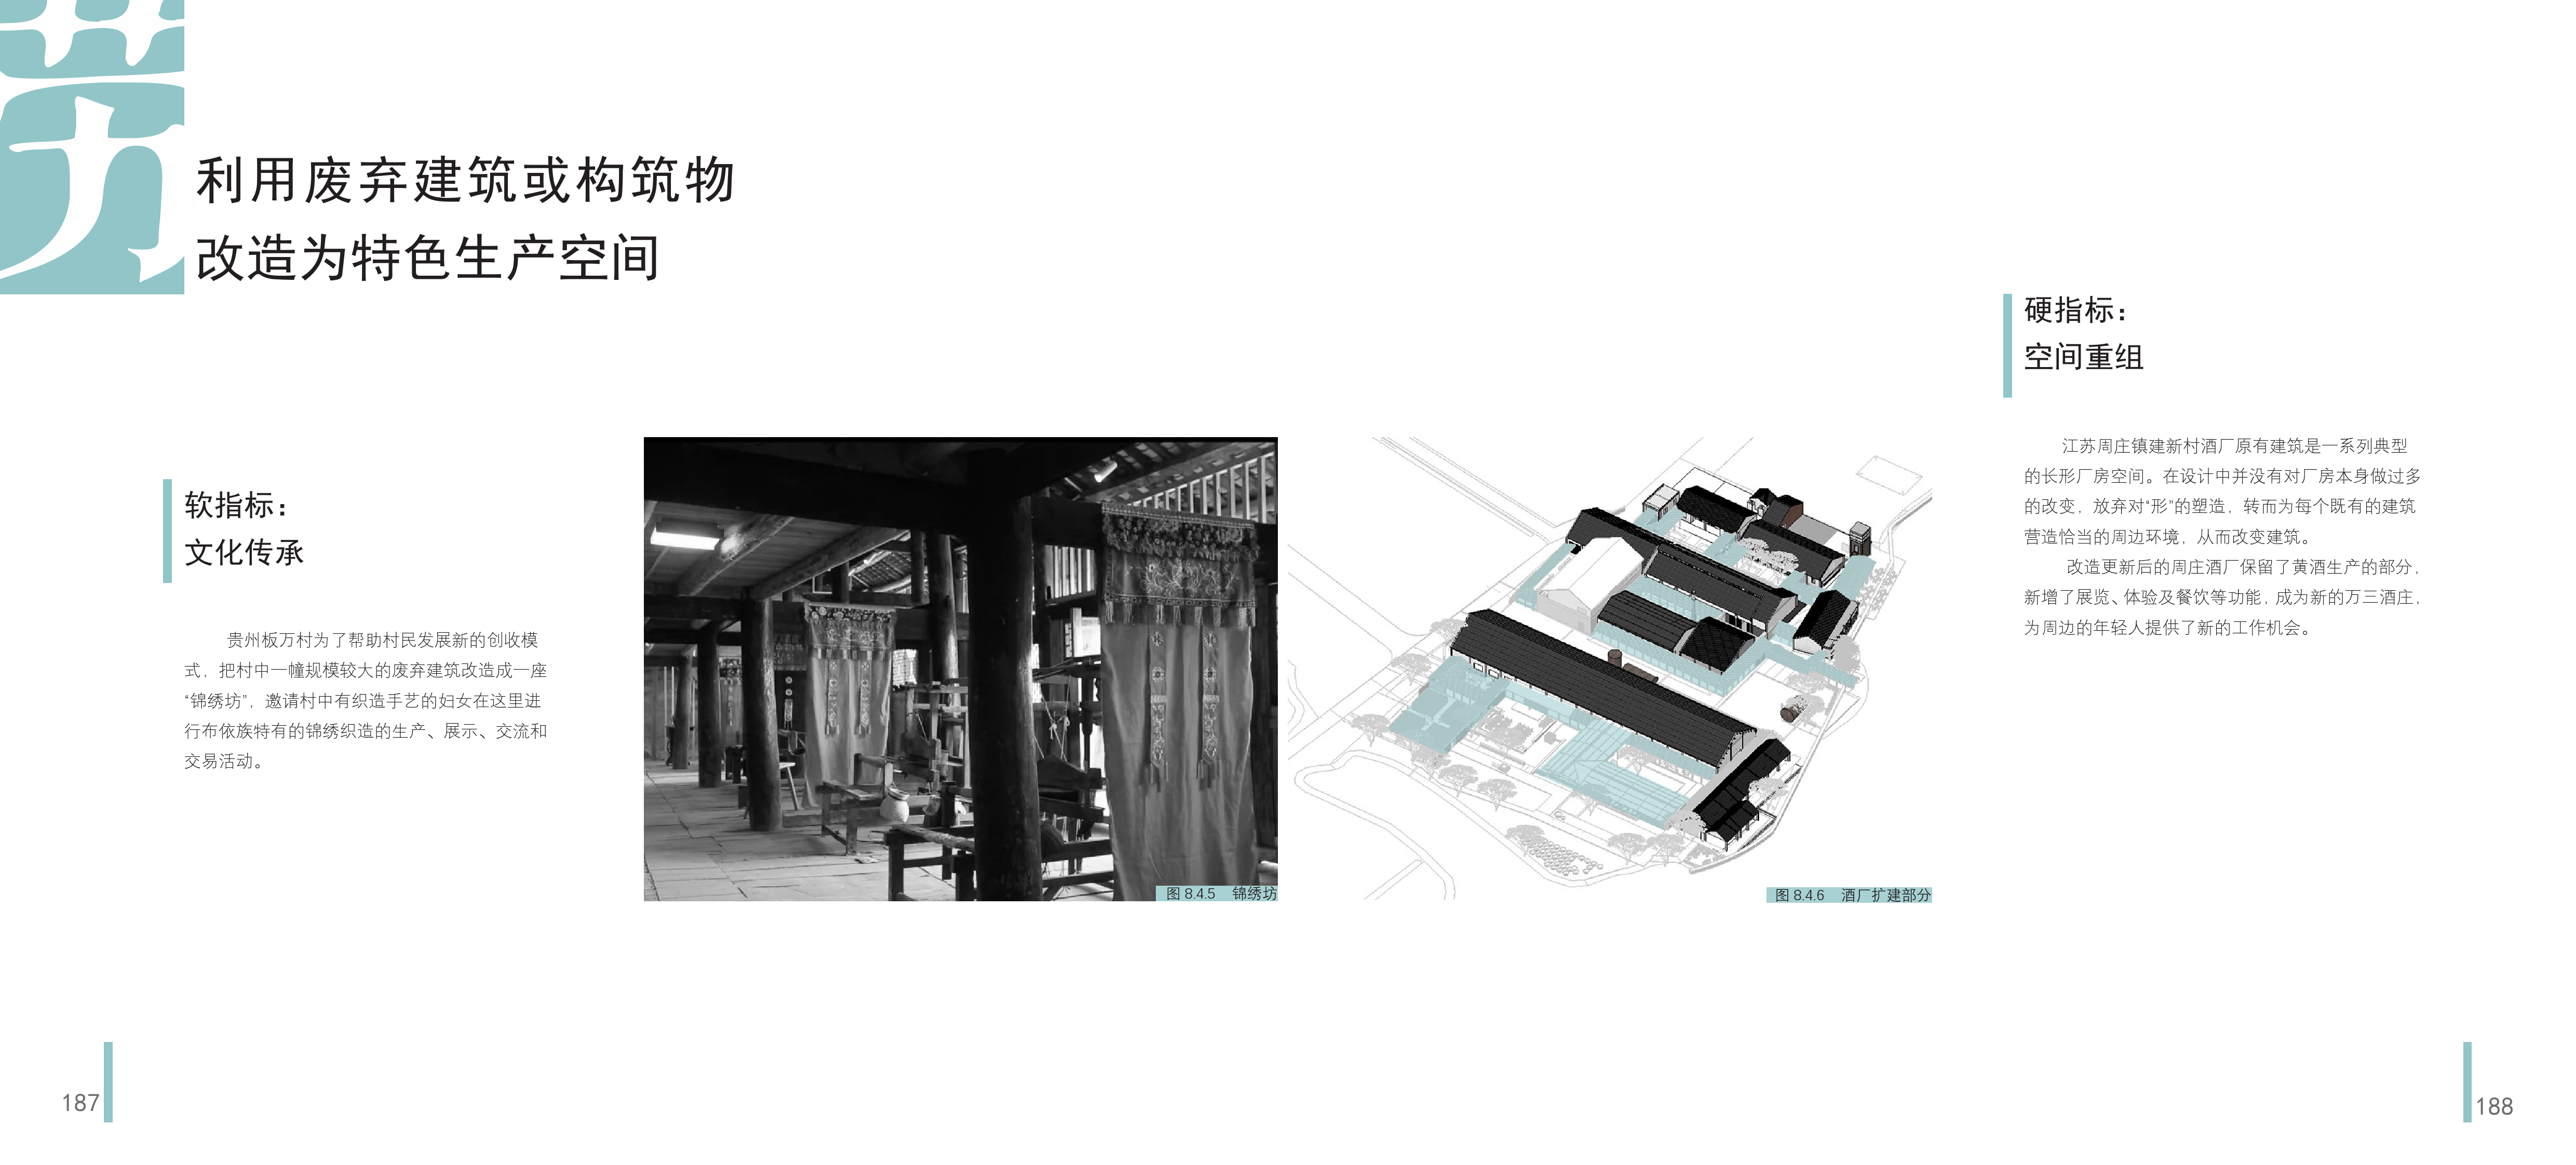 利用废弃建筑或构筑物
改造为特色生产空间
软指标：
文化传承
贵州板万村为了帮助村民发展新的创收模
式，把村中一幢规模较大的废弃建筑改造成一座
“锦绣坊”，邀请村中有织造手艺的妇女在这里进
行布依族特有的锦绣织造的生产、展示、交流和
交易活动。
图 8.4.5 锦绣坊
图 8.4.6 酒厂扩建部分
硬指标：
空间重组
江苏周庄镇建新村酒厂原有建筑是一系列典型
的长形厂房空间。在设计中并没有对厂房本身做过多
的改变，放弃对“形”的塑造，转而为每个既有的建筑
营造恰当的周边环境，从而改变建筑。
改造更新后的周庄酒厂保留了黄酒生产的部分，
新增了展览、体验及餐饮等功能，成为新的万三酒庄，
为周边的年轻人提供了新的工作机会。
187
188